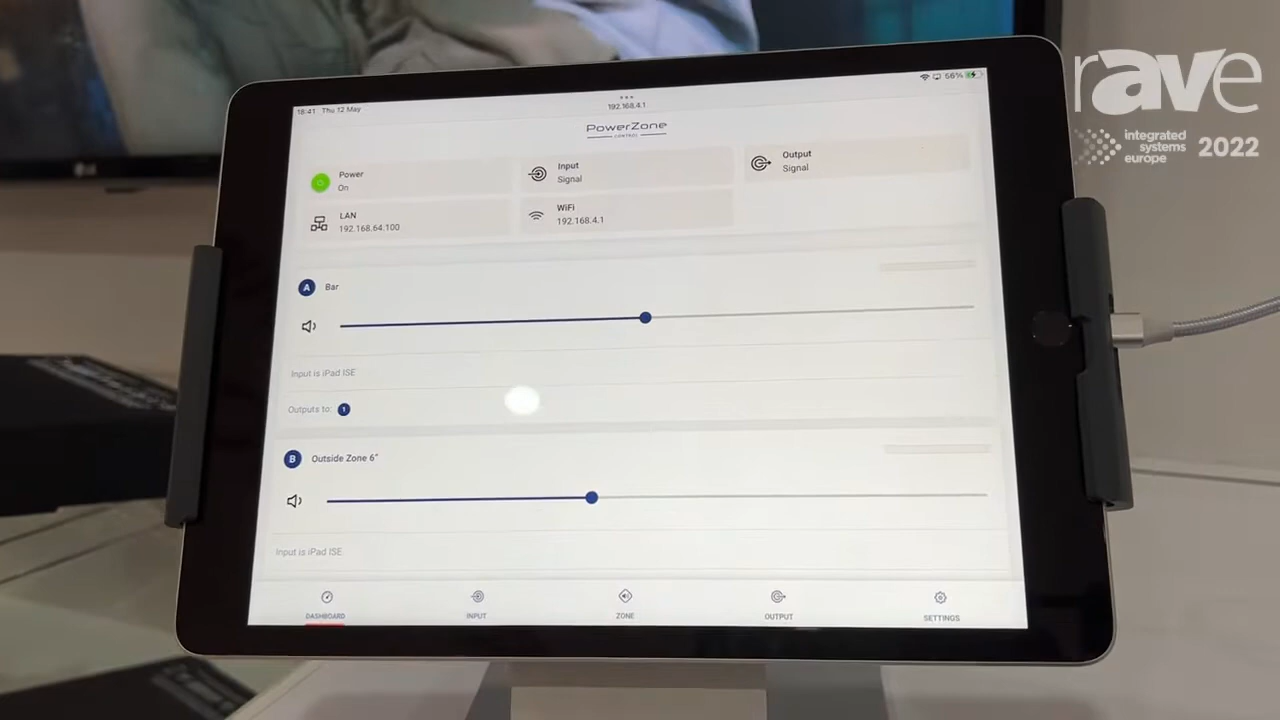 rAVe
integrated
systems
europe
2022
LG
18:41 Thu 12 May
56%
192.168.4.1
PowerZone
CONTROL
Power
On
Input
Signal
Output
Signal
LAN
192.168.64.100
WiFi
192.168.4.1
A Bar
Input is iPad ISE
Outputs to: 1
B Outside Zone 6"
Input is iPad ISE
DASHBOARD INPUT ZONE OUTPUT SETTINGS